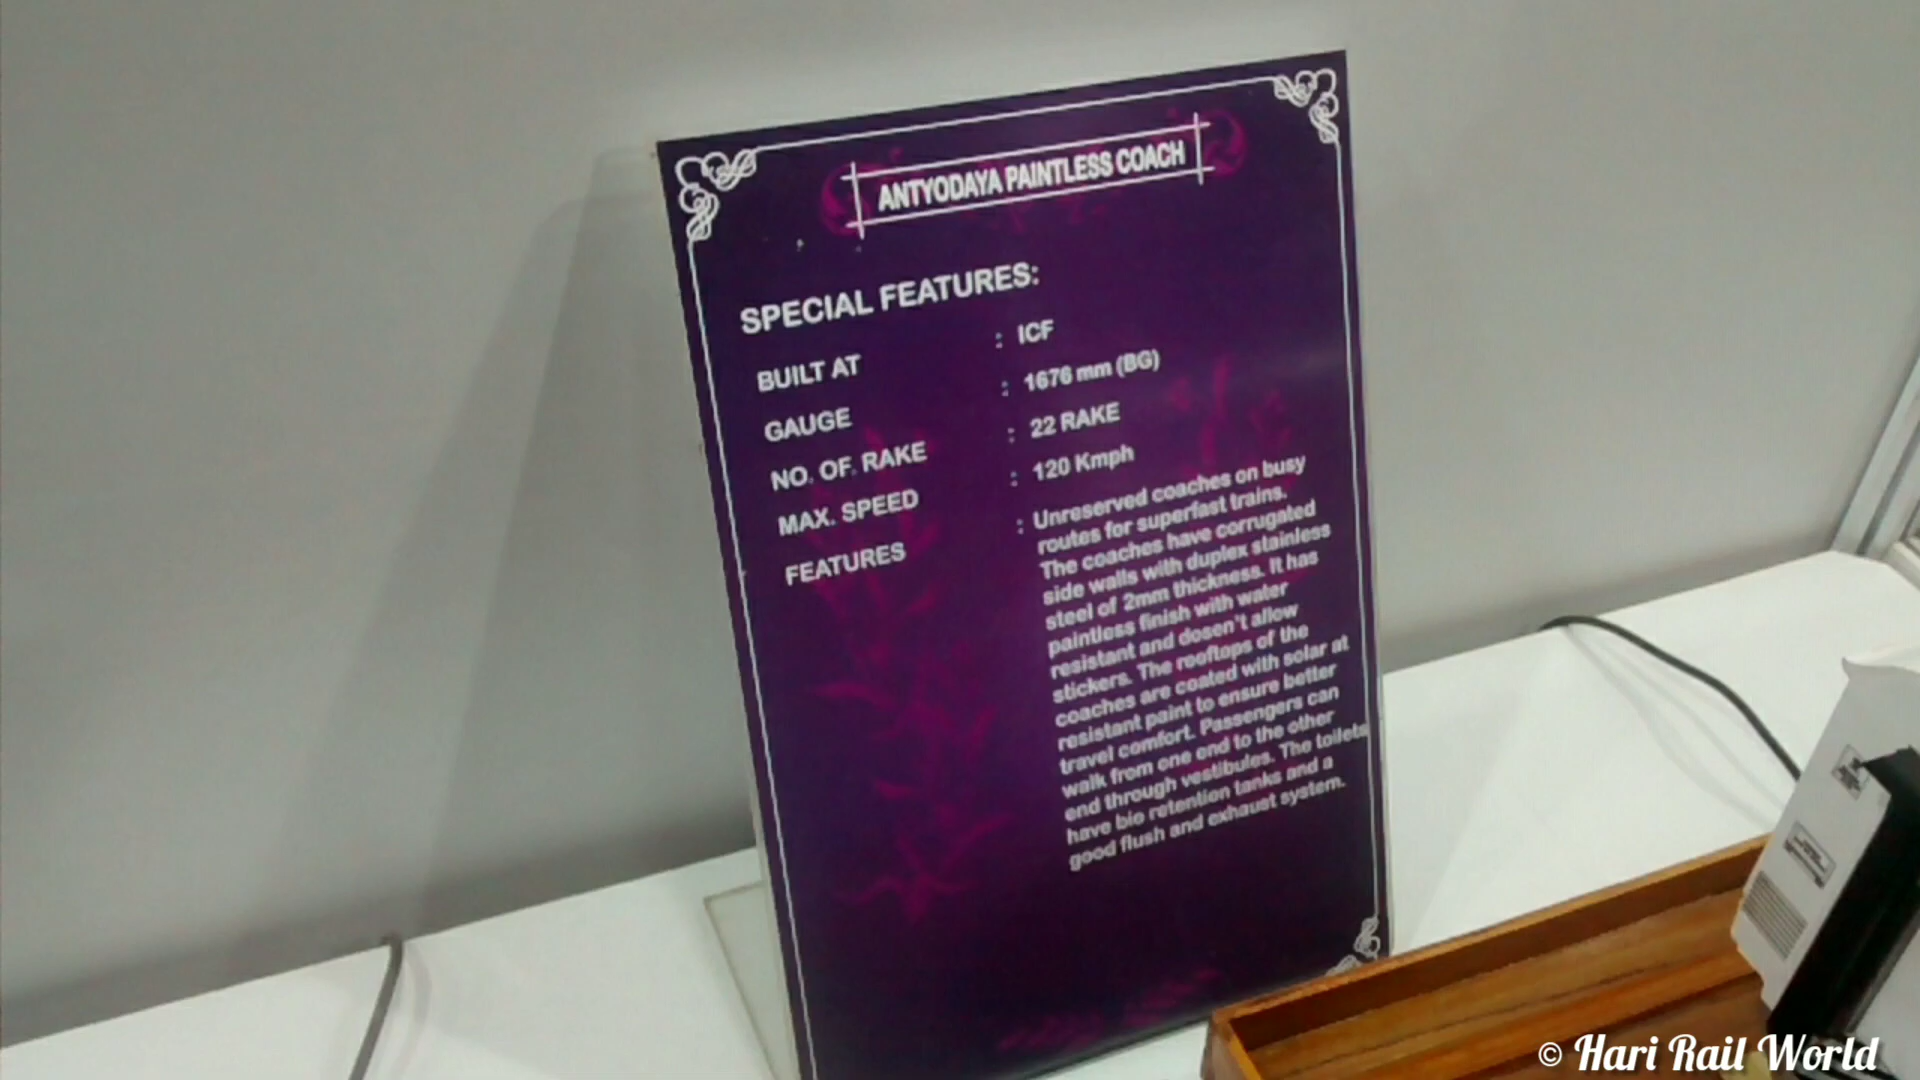 ANTYODAYA PAINTLESS COACH
SPECIAL FEATURES:
BUILT AT : ICF
GAUGE : 1676 mm (BG)
NO. OF. RAKE : 22 RAKE
MAX. SPEED : 120 Kmph
FEATURES : Unreserved coaches on busy
routes for superfast trains.
The coaches have corrugated
side walls with duplex stainless
steel of 2mm thickness. It has
paintless finish with water
resistant and dosen't allow
stickers. The rooftops of the
coaches are coated with solar at
resistant paint to ensure better
travel comfort. Passengers can
walk from one end to the other
end through vestibules. The toilets
have bio retention tanks and a
good flush and exhaust system.
© Hari Rail World